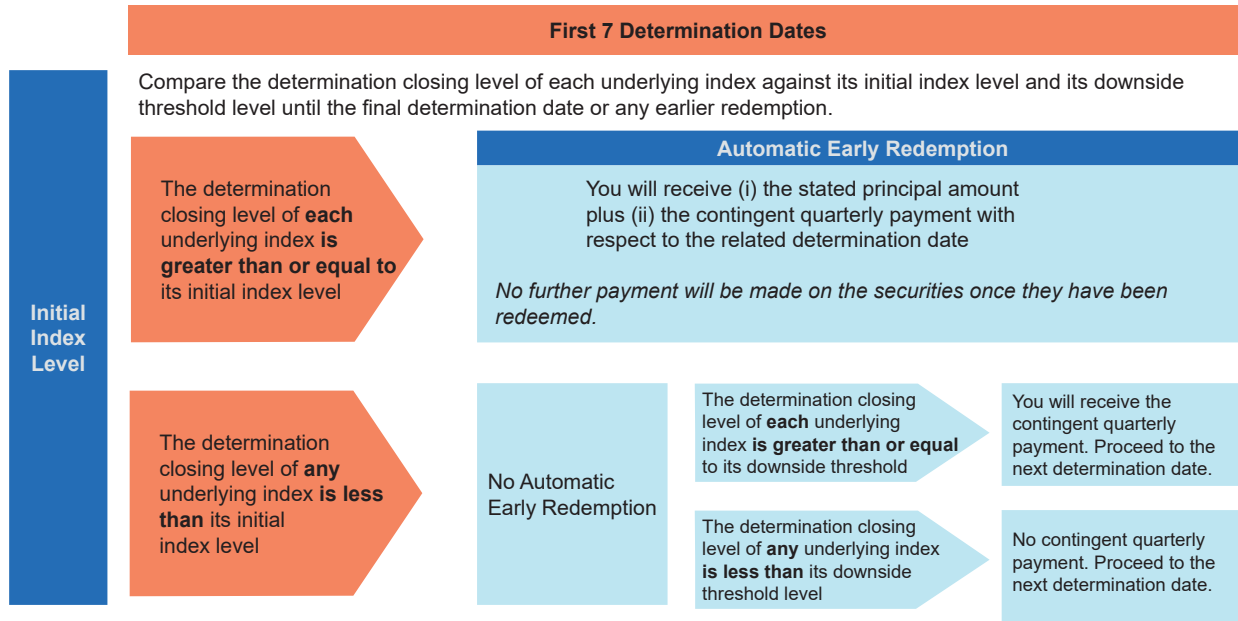 First 7 Determination Dates
Compare the determination closing level of each underlying index against its initial index level and its downside
threshold level until the final determination date or any earlier redemption.
Initial
Index
Level
The determination
closing level of each
underlying index is
greater than or equal to
its initial index level
Automatic Early Redemption
You will receive (i) the stated principal amount
plus (ii) the contingent quarterly payment with
respect to the related determination date
No further payment will be made on the securities once they have been
redeemed.
The determination
closing level of any
underlying index is less
than its initial
index level
No Automatic
Early Redemption
The determination closing
level of each underlying
index is greater than or equal
to its downside threshold
You will receive the
contingent quarterly
payment. Proceed to the
next determination date.
The determination closing
level of any underlying index
is less than its downside
threshold level
No contingent quarterly
payment. Proceed to the
next determination date.